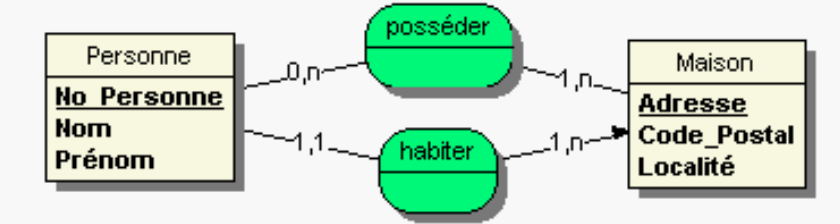 Personne
No_Personne
Nom
Prénom
0,n
posséder
1,n
1,1
habiter
1,n
Maison
Adresse
Code_Postal
Localité